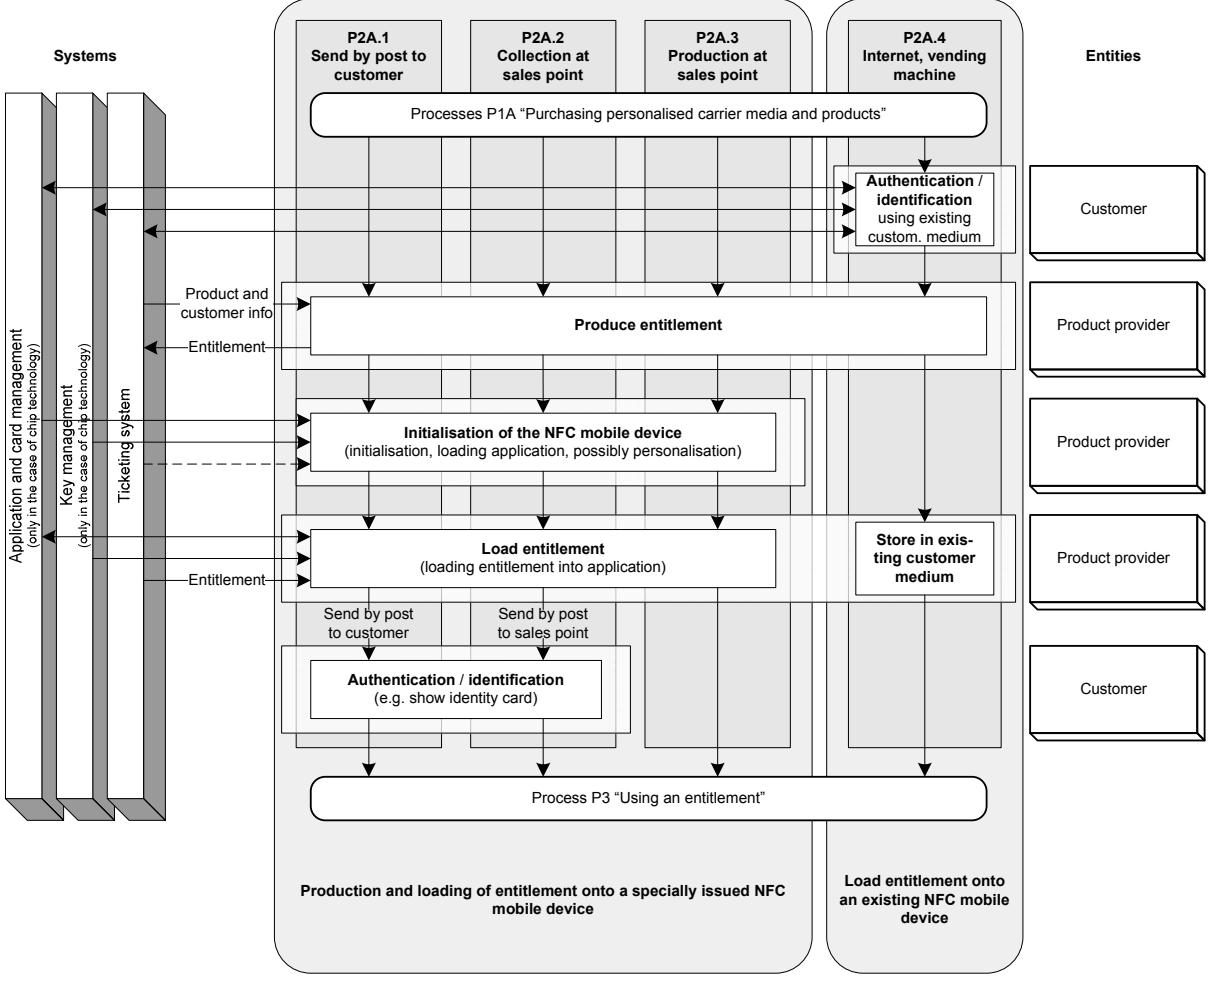 Systems
P2A.1
Send by post to
customer
P2A.2
Collection at
sales point
P2A.3
Production at
sales point
P2A.4
Internet, vending
machine
Entities
Processes P1A “Purchasing personalised carrier media and products”
Authentication /
identification
using existing
custom. medium
Customer
Product and
customer info
Produce entitlement
Entitlement
Product provider
Application and card management
(only in the case of chip technology)
Key management
(only in the case of chip technology)
Ticketing system
Initialisation of the NFC mobile device
(initialisation, loading application, possibly personalisation)
Product provider
Load entitlement
(loading entitlement into application)
Entitlement
Store in exis-
ting customer
medium
Product provider
Send by post
to customer
Send by post
to sales point
Authentication / identification
(e.g. show identity card)
Customer
Process P3 “Using an entitlement”
Production and loading of entitlement onto a specially issued NFC
mobile device
Load entitlement onto
an existing NFC mobile
device